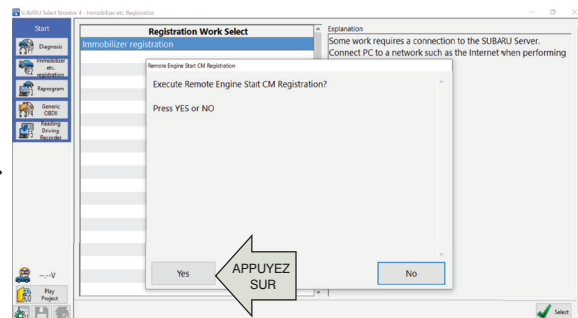 SUBARU Select Monitor 4 - Immobilizer etc. Registration
Start
Diagnosis
Immobilizer
etc.
registration
Reprogram
Generic
OBDII
Reading
Driving
Recorder
--.--V
Play
Project
Registration Work Select
Immobilizer registration
Explanation
Some work requires a connection to the SUBARU Server.
Connect PC to a network such as the Internet when performing
Remote Engine Start CM Registration
Execute Remote Engine Start CM Registration?
Press YES or NO
Yes
APPUYEZ
SUR
No
Select